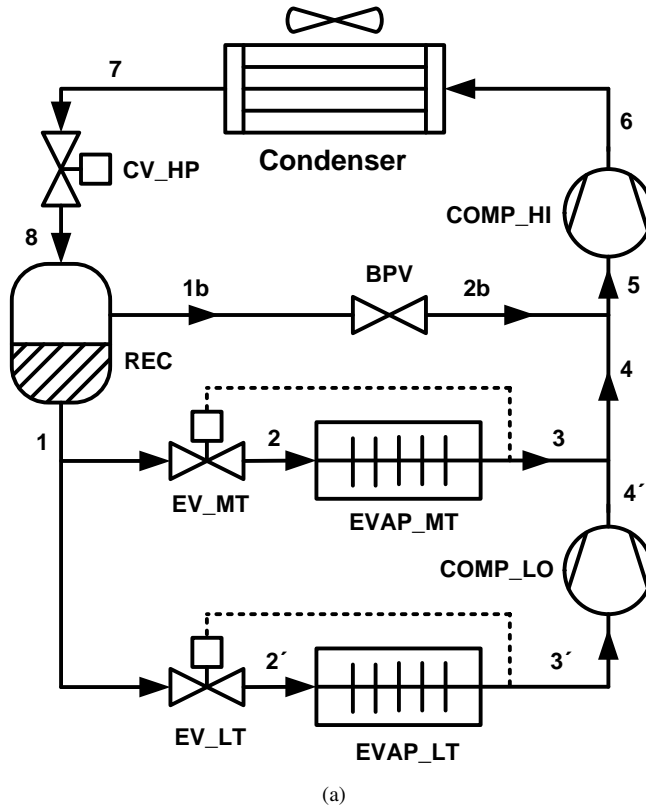 7
6
Condenser
CV_HP
COMP_HI
8
1b
BPV
2b
5
REC
4
1
2
3
EV_MT
EVAP_MT
4´
COMP_LO
2´
3´
EV_LT
EVAP_LT
(a)